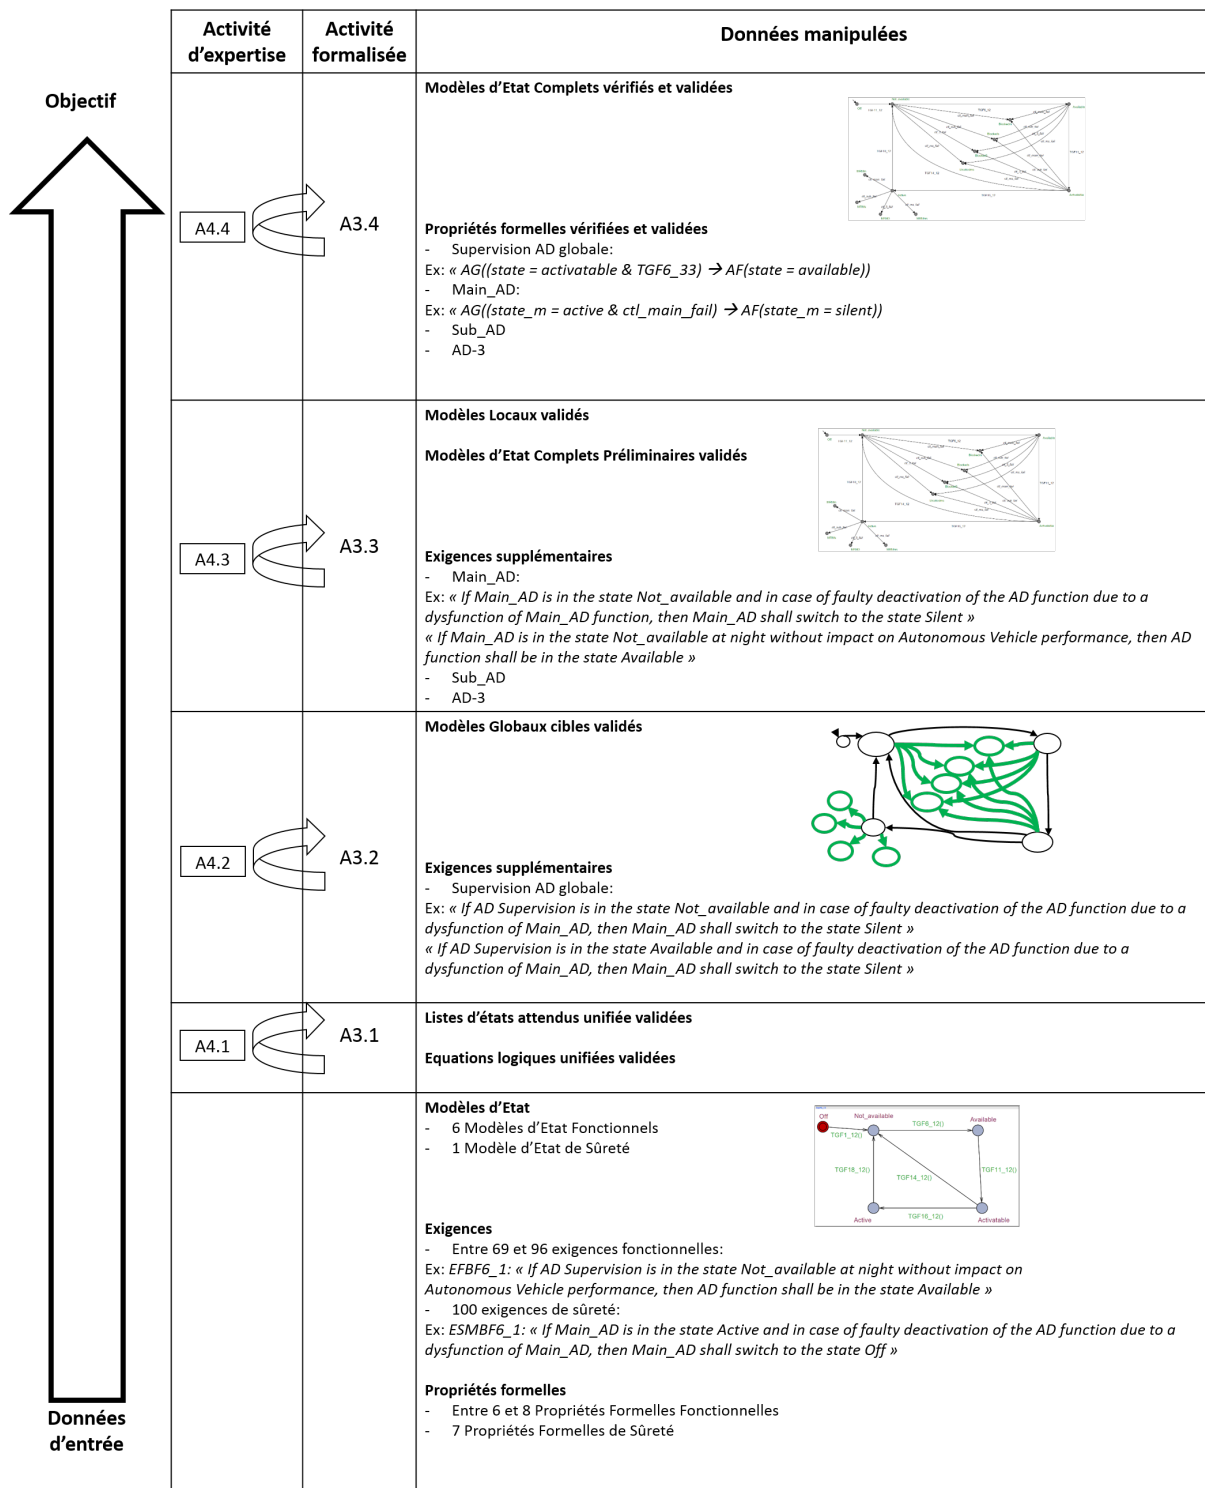 Activité d'expertise
Activité formalisée
Données manipulées
Objectif
A4.4
A3.4
Modèles d'Etat Complets vérifiés et validées
Propriétés formelles vérifiées et validées
- Supervision AD globale:
Ex: « AG((state = activatable & TGF6_33) → AF(state = available))
- Main_AD:
Ex: « AG((state_m = active & ctl_main_fail) → AF(state_m = silent))
- Sub_AD
- AD-3
A4.3
A3.3
Modèles Locaux validés
Modèles d'Etat Complets Préliminaires validés
Exigences supplémentaires
- Main_AD:
Ex: « If Main_AD is in the state Not_available and in case of faulty deactivation of the AD function due to a
dysfunction of Main_AD function, then Main_AD shall switch to the state Silent »
« If Main_AD is in the state Not_available at night without impact on Autonomous Vehicle performance, then AD
function shall be in the state Available »
- Sub_AD
- AD-3
A4.2
A3.2
Modèles Globaux cibles validés
Exigences supplémentaires
- Supervision AD globale:
Ex: « If AD Supervision is in the state Not_available and in case of faulty deactivation of the AD function due to a
dysfunction of Main_AD, then Main_AD shall switch to the state Silent »
« If AD Supervision is in the state Available and in case of faulty deactivation of the AD function due to a
dysfunction of Main_AD, then Main_AD shall switch to the state Silent »
A4.1
A3.1
Listes d'états attendus unifiée validées
Equations logiques unifiées validées
Modèles d'Etat
- 6 Modèles d'Etat Fonctionnels
- 1 Modèle d'Etat de Sûreté
Off
Not_available
Available
TGF1_12()
TGF6_12()
TGF18_12()
TGF14_12()
TGF11_12()
TGF16_12()
Active
Activatable
Exigences
- Entre 69 et 96 exigences fonctionnelles:
Ex: EFBF6_1: « If AD Supervision is in the state Not_available at night without impact on
Autonomous Vehicle performance, then AD function shall be in the state Available »
- 100 exigences de sûreté:
Ex: ESMBF6_1: « If Main_AD is in the state Active and in case of faulty deactivation of the AD function due to a
dysfunction of Main_AD, then Main_AD shall switch to the state Off »
Propriétés formelles
- Entre 6 et 8 Propriétés Formelles Fonctionnelles
- 7 Propriétés Formelles de Sûreté
Données
d'entrée